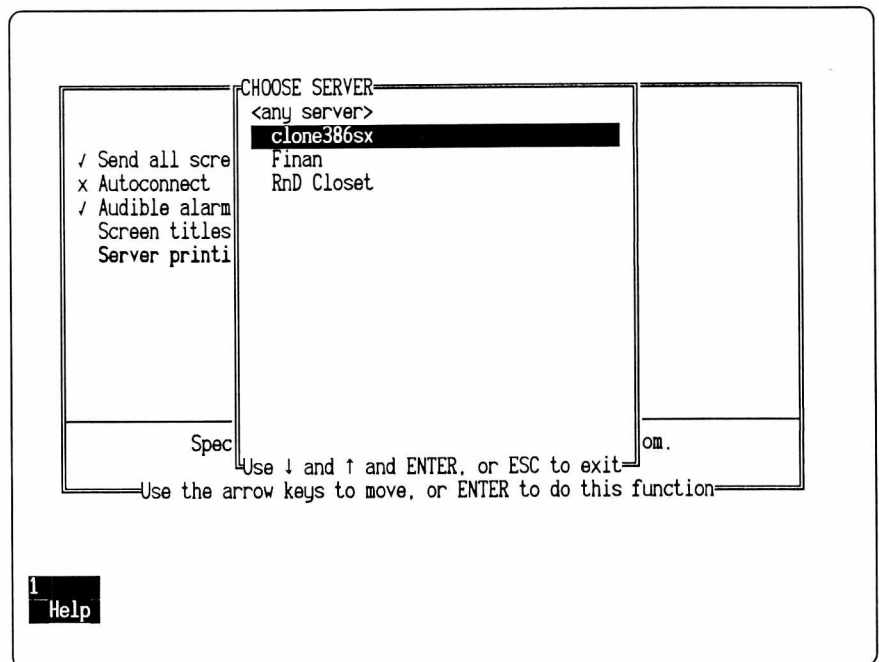 CHOOSE SERVER
<any server>
clone386sx
√ Send all scre
Finan
x Autoconnect
RnD Closet
√ Audible alarm
Screen titles
Server printi
Spec
om.
Use ↓ and ↑ and ENTER, or ESC to exit
Use the arrow keys to move, or ENTER to do this function
1
Help